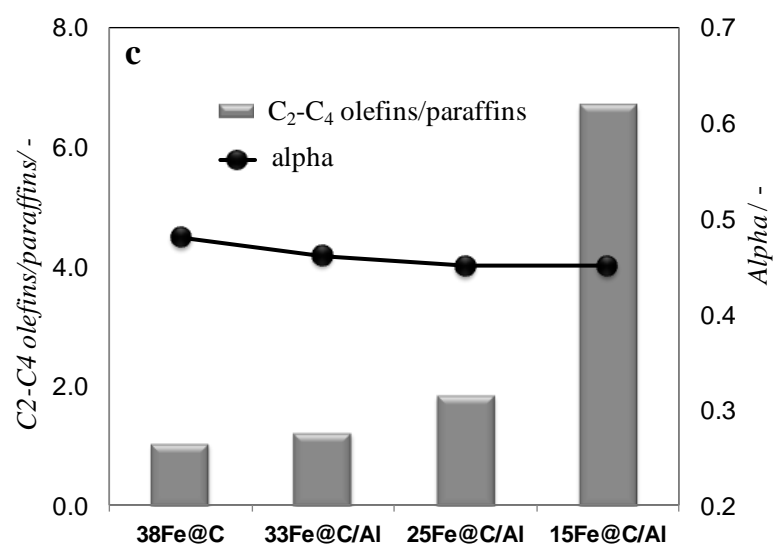 8.0
0.7
c
C₂-C₄ olefins/paraffins
0.6
6.0
alpha
0.5
4.0
0.4
2.0
0.3
0.0
0.2
C2-C4 olefins/paraffins/ -
Alpha/ -
38Fe@C 33Fe@C/Al 25Fe@C/Al 15Fe@C/Al